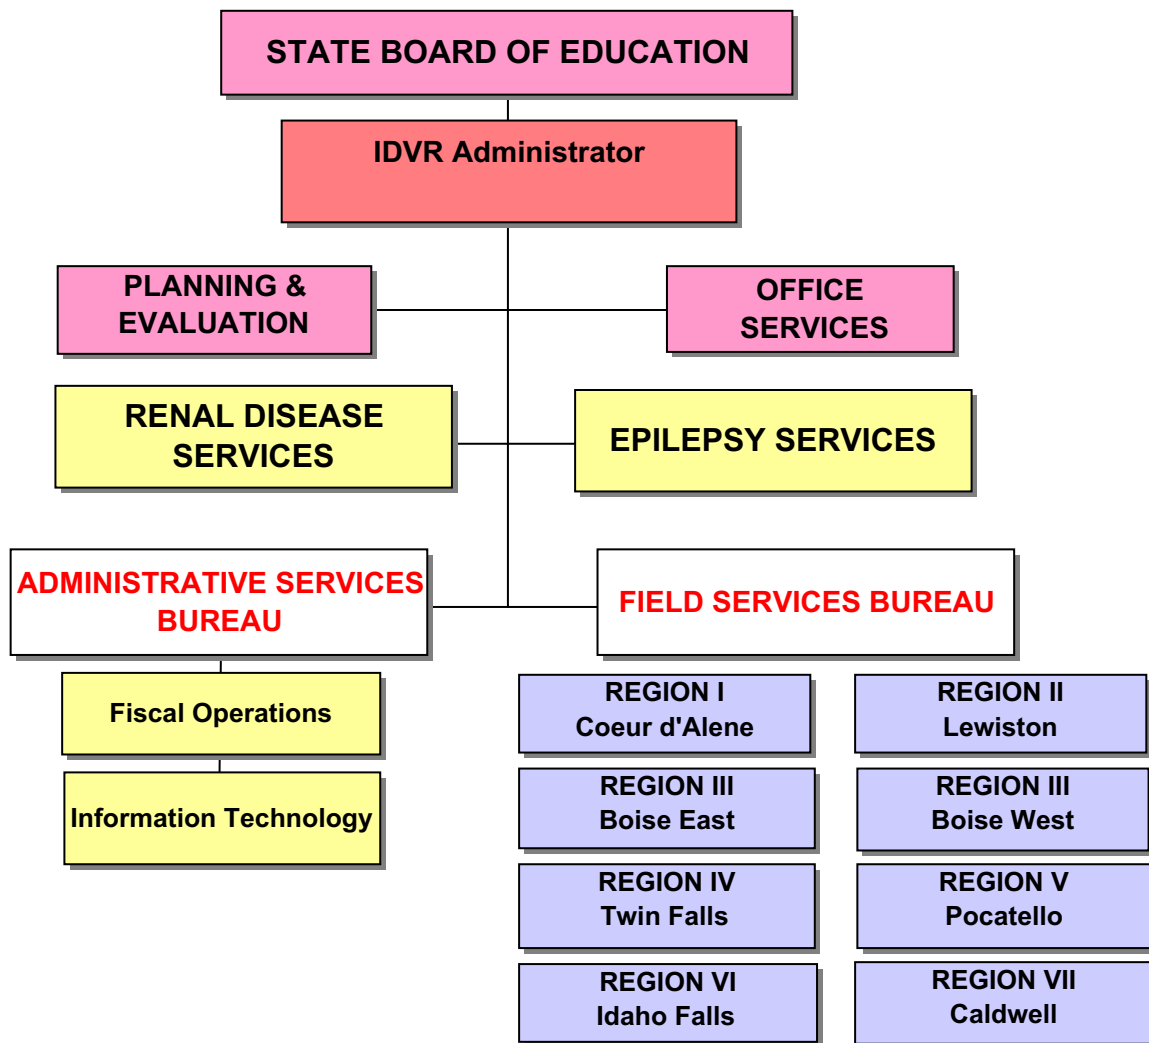 STATE BOARD OF EDUCATION
IDVR Administrator
PLANNING &
EVALUATION
OFFICE
SERVICES
RENAL DISEASE
SERVICES
EPILEPSY SERVICES
ADMINISTRATIVE SERVICES
BUREAU
FIELD SERVICES BUREAU
Fiscal Operations
Information Technology
REGION I
Coeur d'Alene
REGION II
Lewiston
REGION III
Boise East
REGION III
Boise West
REGION IV
Twin Falls
REGION V
Pocatello
REGION VI
Idaho Falls
REGION VII
Caldwell